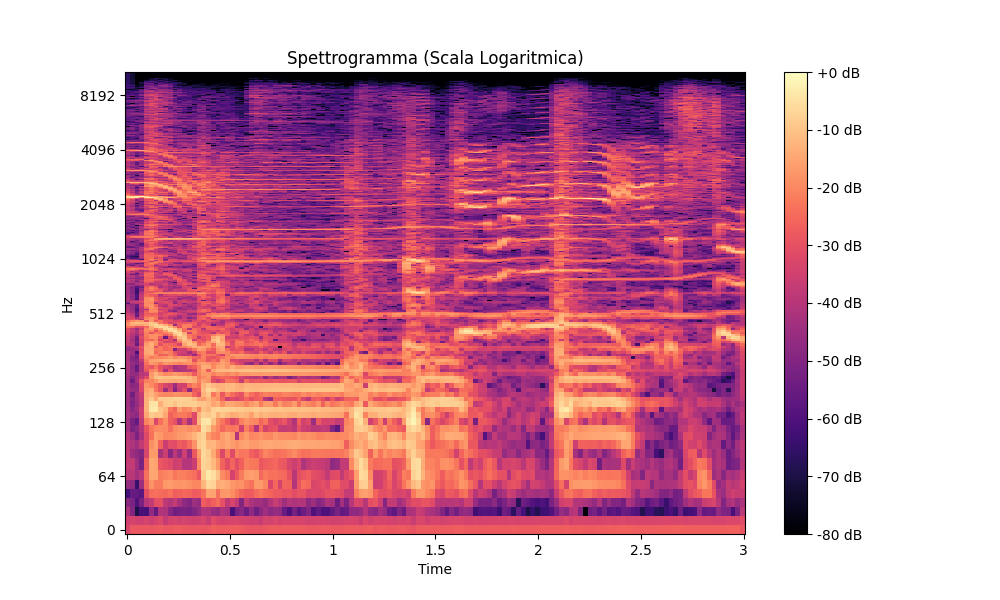 Spettrogramma (Scala Logaritmica)
Hz
8192
4096
2048
1024
512
256
128
64
0
0
0.5
1
1.5
2
2.5
3
Time
+0 dB
-10 dB
-20 dB
-30 dB
-40 dB
-50 dB
-60 dB
-70 dB
-80 dB